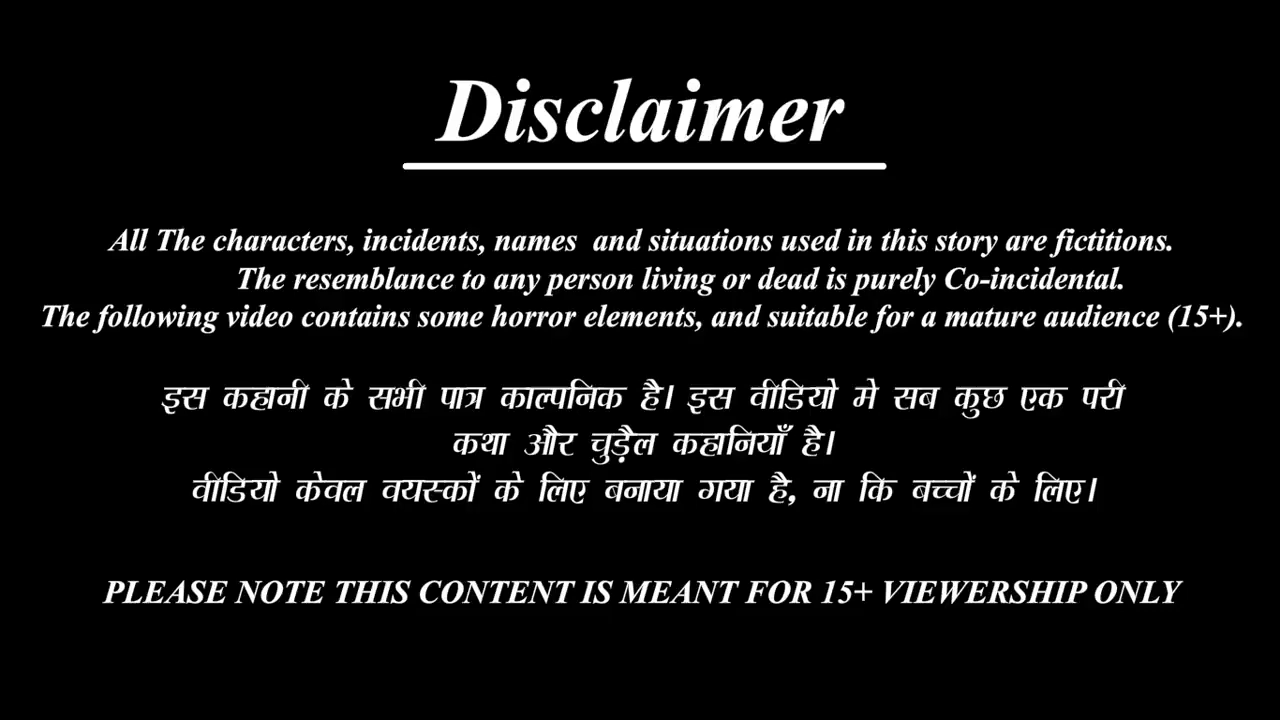 Disclaimer
All The characters, incidents, names and situations used in this story are fictitions.
The resemblance to any person living or dead is purely Co-incidental.
The following video contains some horror elements, and suitable for a mature audience (15+).
इस कहानी के सभी पात्र काल्पनिक है। इस वीडियो मे सब कुछ एक परी
कथा और चुड़ैल कहानियाँ है।
वीडियो केवल वयस्कों के लिए बनाया गया है, ना कि बच्चों के लिए।
PLEASE NOTE THIS CONTENT IS MEANT FOR 15+ VIEWERSHIP ONLY